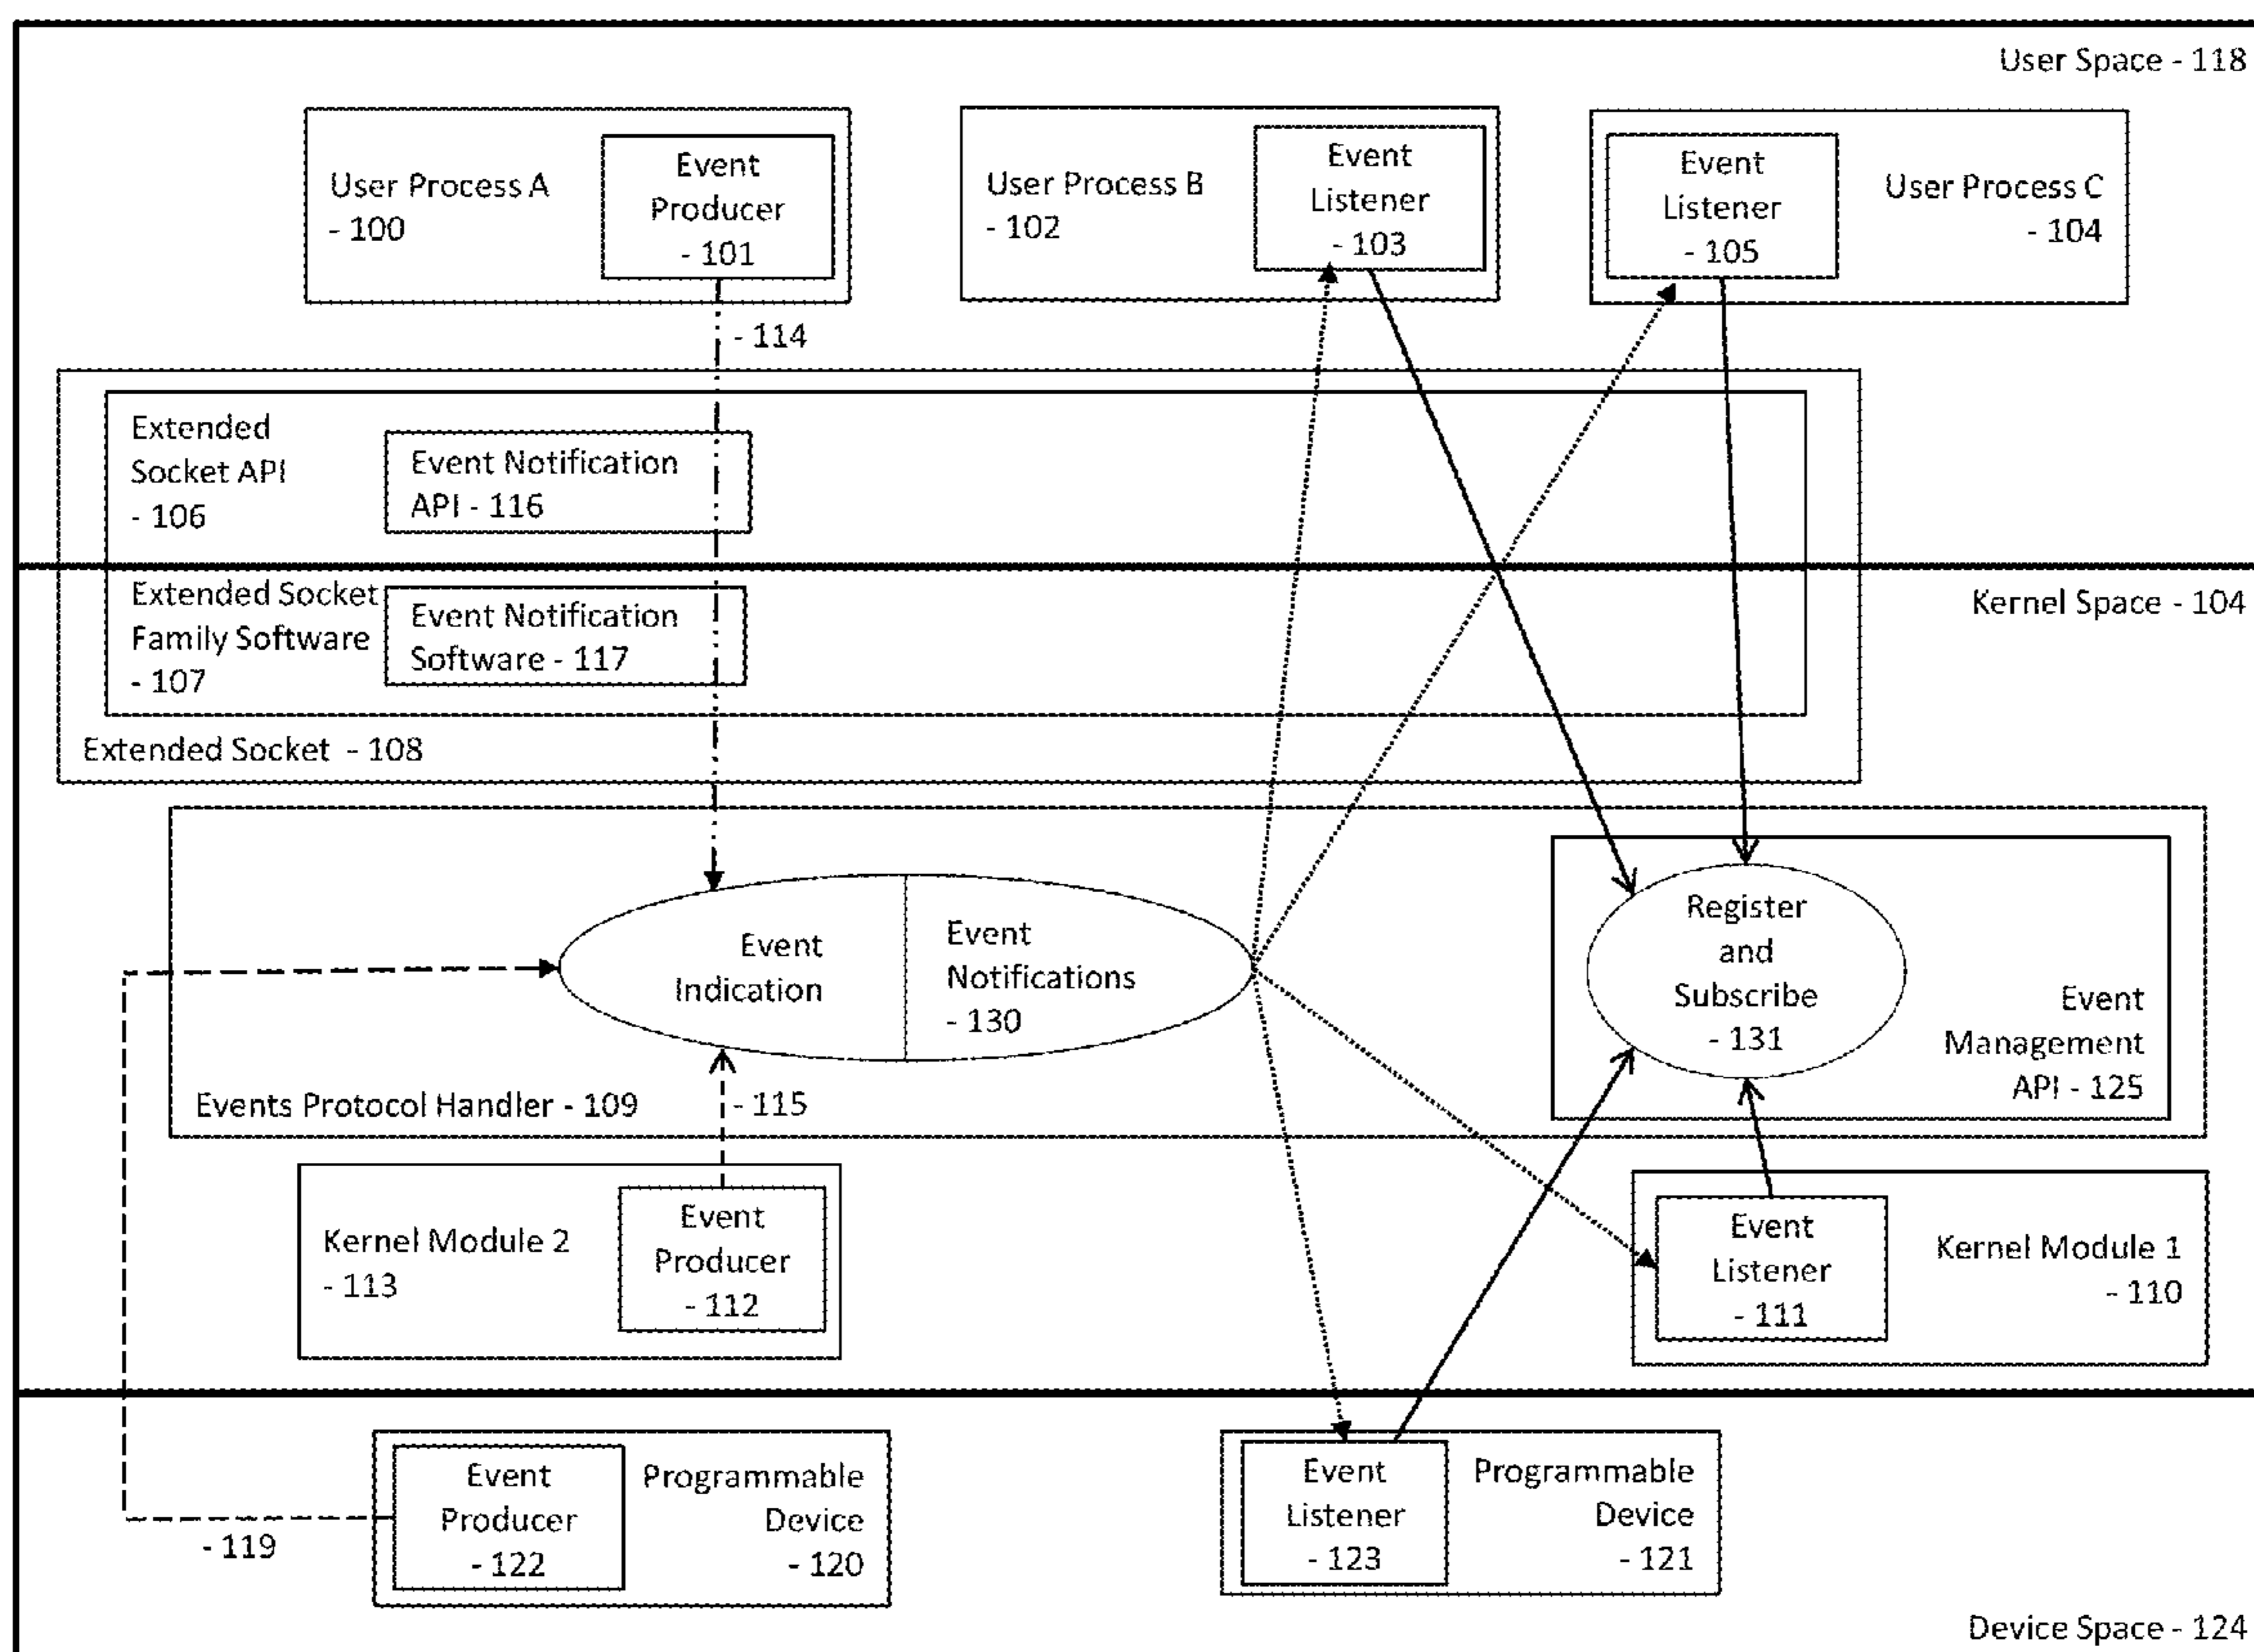 User Space - 118
User Process A
- 100
Event
Producer
- 101
User Process B
- 102
Event
Listener
- 103
Event
Listener
- 105
User Process C
- 104
- 114
Extended
Socket API
- 106
Event Notification
API - 116
Extended Socket
Family Software
- 107
Event Notification
Software - 117
Kernel Space - 104
Extended Socket - 108
Event
Indication
Event
Notifications
- 130
Register
and
Subscribe
- 131
Event
Management
API - 125
Events Protocol Handler - 109
- 115
Kernel Module 2
- 113
Event
Producer
- 112
Event
Listener
- 111
Kernel Module 1
- 110
Event
Producer
- 122
Programmable
Device
- 120
- 119
Event
Listener
- 123
Programmable
Device
- 121
Device Space - 124